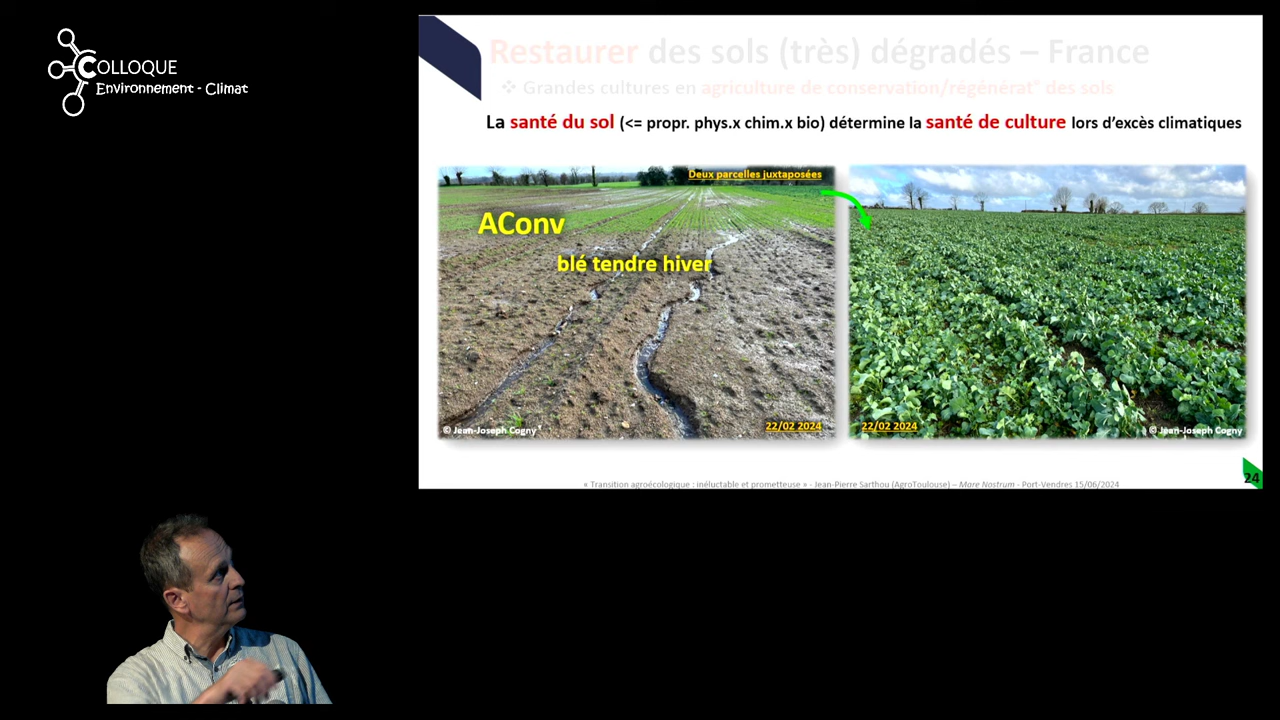 COLLOQUE
Environnement - Climat
Restaurer des sols (très) dégradés – France
❖ Grandes cultures en agriculture de conservation/régénérat° des sols
La santé du sol (<= propr. phys.x chim.x bio) détermine la santé de culture lors d'excès climatiques
Deux parcelles juxtaposées
AConv
blé tendre hiver
© Jean-Joseph Cogny
22/02 2024
22/02 2024
© Jean-Joseph Cogny
« Transition agroécologique : inéluctable et prometteuse » - Jean-Pierre Sarthou (AgroToulouse) – Mare Nostrum - Port-Vendres 15/06/2024
24